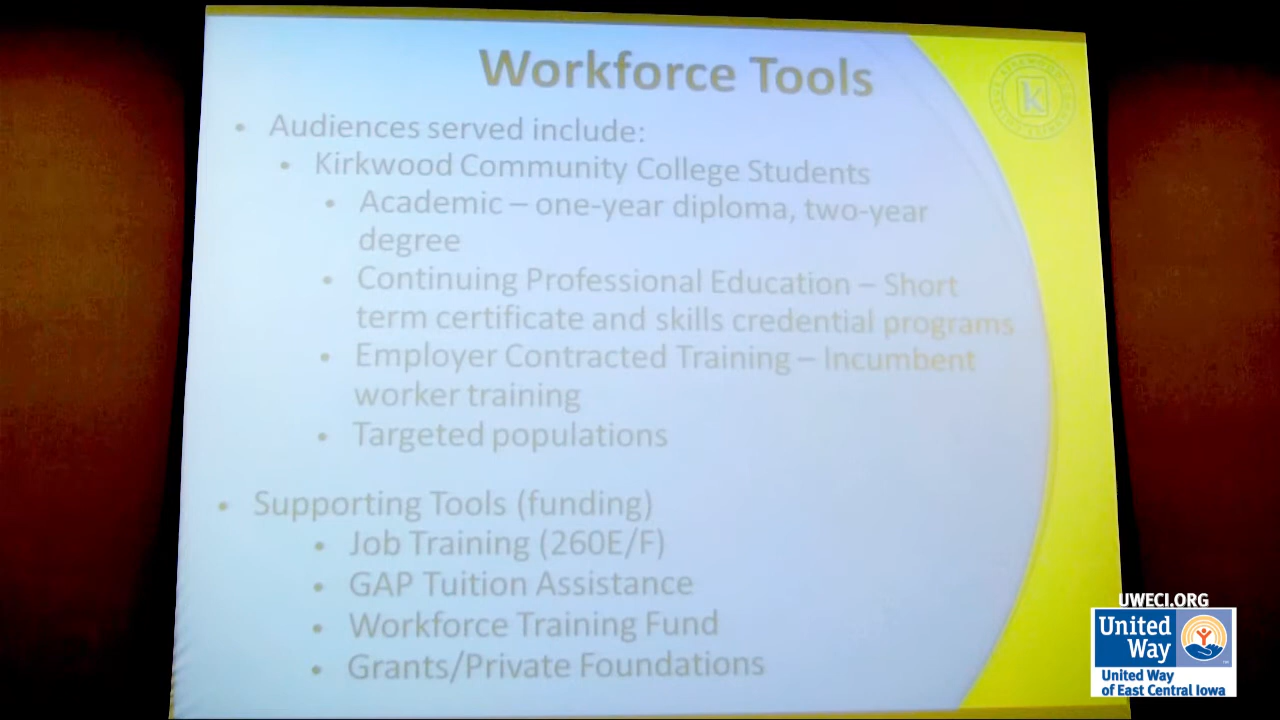 Workforce Tools
• Audiences served include:
• Kirkwood Community College Students
• Academic – one-year diploma, two-year
degree
• Continuing Professional Education – Short
term certificate and skills credential programs
• Employer Contracted Training – Incumbent
worker training
• Targeted populations
• Supporting Tools (funding)
• Job Training (260E/F)
• GAP Tuition Assistance
• Workforce Training Fund
• Grants/Private Foundations
k
UWECI.ORG
United
Way
United Way
of East Central Iowa